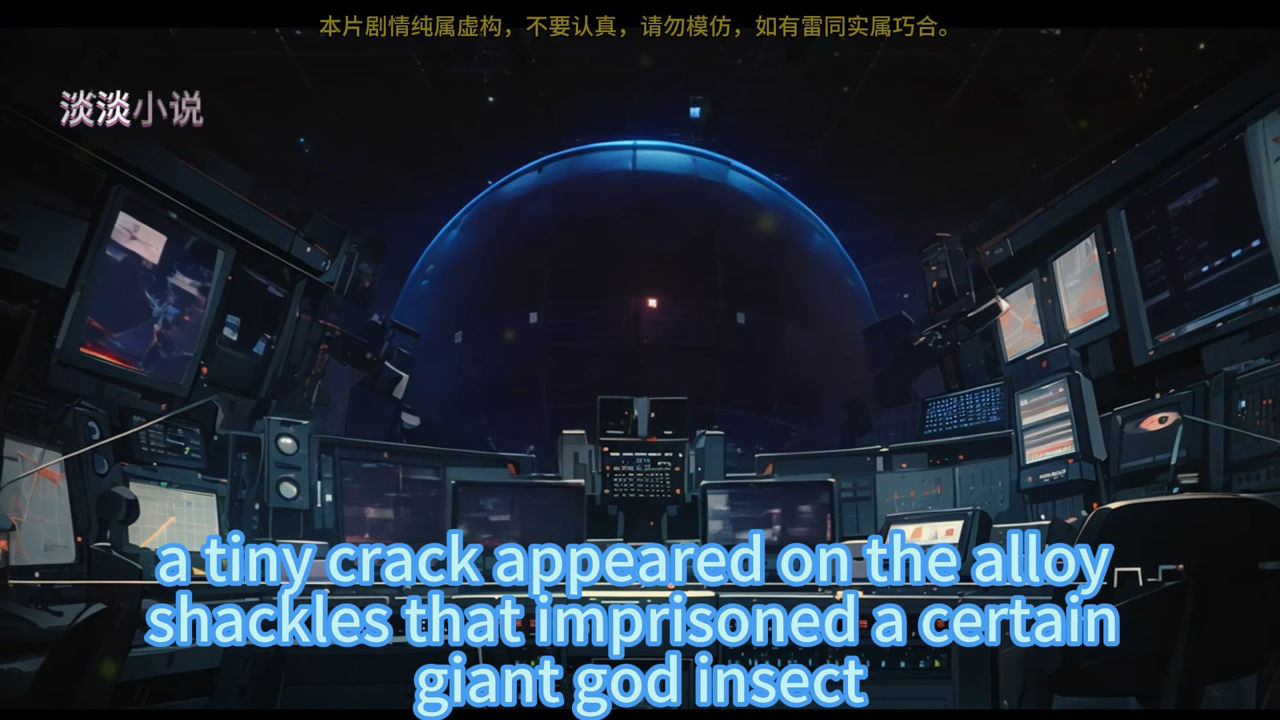 本片剧情纯属虚构，不要认真，请勿模仿，如有雷同实属巧合。
淡淡小说
a tiny crack appeared on the alloy
shackles that imprisoned a certain
giant god insect